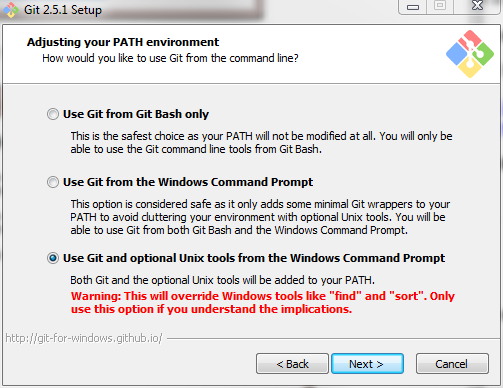 Git 2.5.1 Setup
Adjusting your PATH environment
How would you like to use Git from the command line?
Use Git from Git Bash only
This is the safest choice as your PATH will not be modified at all. You will only
be able to use the Git command line tools from Git Bash.
Use Git from the Windows Command Prompt
This option is considered safe as it only adds some minimal Git wrappers to your
PATH to avoid cluttering your environment with optional Unix tools. You will be
able to use Git from both Git Bash and the Windows Command Prompt.
Use Git and optional Unix tools from the Windows Command Prompt
Both Git and the optional Unix tools will be added to your PATH.
Warning: This will override Windows tools like "find" and "sort". Only
use this option if you understand the implications.
http://git-for-windows.github.io/
< Back
Next >
Cancel